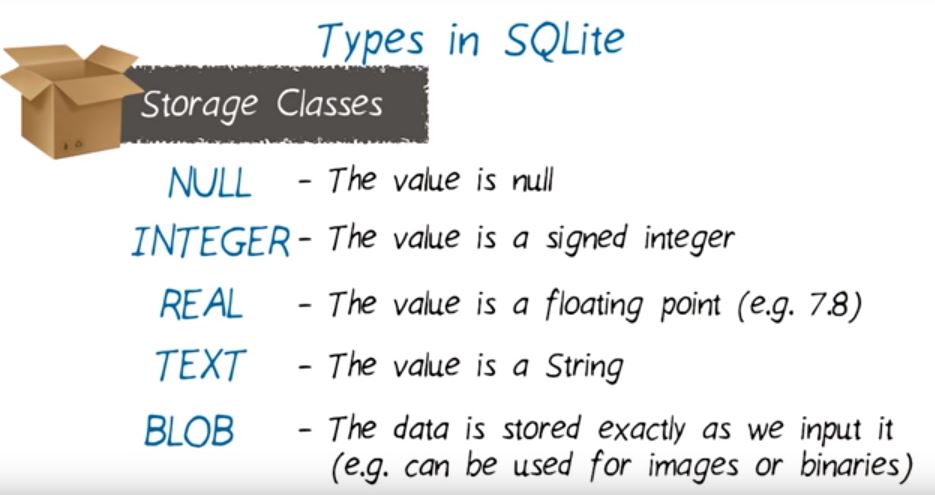 Types in SQLite
Storage Classes
NULL - The value is null
INTEGER - The value is a signed integer
REAL - The value is a floating point (e.g. 7.8)
TEXT - The value is a String
BLOB - The data is stored exactly as we input it
(e.g. can be used for images or binaries)